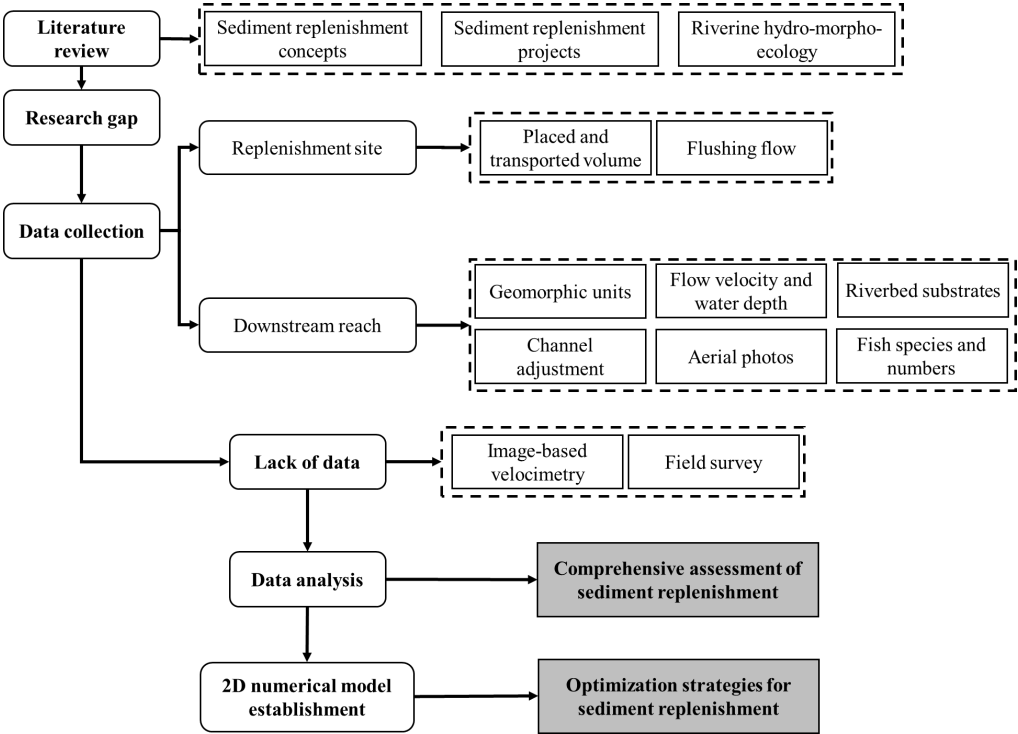 Literature
review
Sediment replenishment
concepts
Sediment replenishment
projects
Riverine hydro-morpho-
ecology
Research gap
Replenishment site
Placed and
transported volume
Flushing flow
Data collection
Geomorphic units
Flow velocity and
water depth
Riverbed substrates
Downstream reach
Channel
adjustment
Aerial photos
Fish species and
numbers
Lack of data
Image-based
velocimetry
Field survey
Data analysis
Comprehensive assessment of
sediment replenishment
2D numerical model
establishment
Optimization strategies for
sediment replenishment